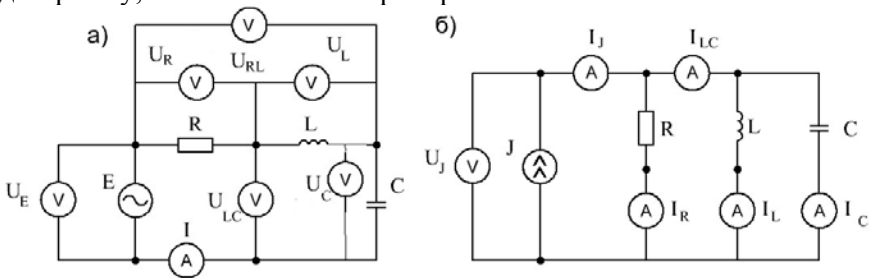 а)
б)
V
U_R
U_RL
U_L
V
V
R
L
U_E
V
E
U_LC
V
U_C
V
C
I
A
I_J
I_LC
A
A
U_J
V
J
R
L
C
A
I_R
A
I_L
A
I_C